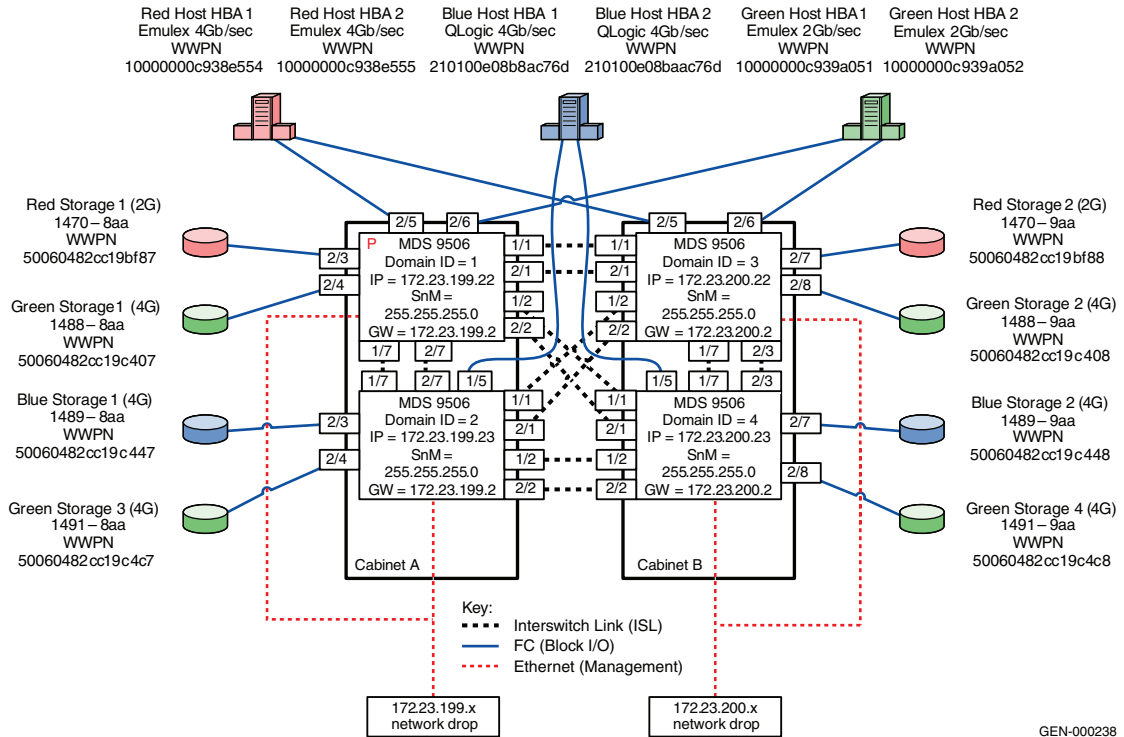 Red Host HBA 1
Emulex 4Gb/sec
WWPN
10000000c938e554
Red Host HBA 2
Emulex 4Gb/sec
WWPN
10000000c938e555
Blue Host HBA 1
QLogic 4Gb/sec
WWPN
210100e08b8ac76d
Blue Host HBA 2
QLogic 4Gb/sec
WWPN
210100e08baac76d
Green Host HBA1
Emulex 2Gb/sec
WWPN
10000000c939a051
Green Host HBA 2
Emulex 2Gb/sec
WWPN
10000000c939a052
Red Storage 1 (2G)
1470 – 8aa
WWPN
50060482cc19bf87
Green Storage1 (4G)
1488 – 8aa
WWPN
50060482cc19c407
Blue Storage 1 (4G)
1489 – 8aa
WWPN
50060482cc19c447
Green Storage 3 (4G)
1491 – 8aa
WWPN
50060482cc19c4c7
2/5
2/6
2/3
2/4
P
MDS 9506
Domain ID = 1
IP = 172.23.199.22
SnM =
255.255.255.0
GW = 172.23.199.2
1/1
2/1
1/2
2/2
1/7
2/7
1/7
2/7
1/5
2/3
2/4
MDS 9506
Domain ID = 2
IP = 172.23.199.23
SnM =
255.255.255.0
GW = 172.23.199.2
1/1
2/1
1/2
2/2
Cabinet A
2/5
2/6
1/1
2/1
1/2
2/2
MDS 9506
Domain ID = 3
IP = 172.23.200.22
SnM =
255.255.255.0
GW = 172.23.200.2
2/7
2/8
1/7
2/3
1/5
1/7
2/3
1/1
2/1
1/2
2/2
MDS 9506
Domain ID = 4
IP = 172.23.200.23
SnM =
255.255.255.0
GW = 172.23.200.2
2/7
2/8
Cabinet B
Red Storage 2 (2G)
1470 – 9aa
WWPN
50060482cc19bf88
Green Storage 2 (4G)
1488 – 9aa
WWPN
50060482cc19c408
Blue Storage 2 (4G)
1489 – 9aa
WWPN
50060482cc19c448
Green Storage 4 (4G)
1491 – 9aa
WWPN
50060482cc19c4c8
Key:
Interswitch Link (ISL)
FC (Block I/O)
Ethernet (Management)
172.23.199.x
network drop
172.23.200.x
network drop
GEN-000238